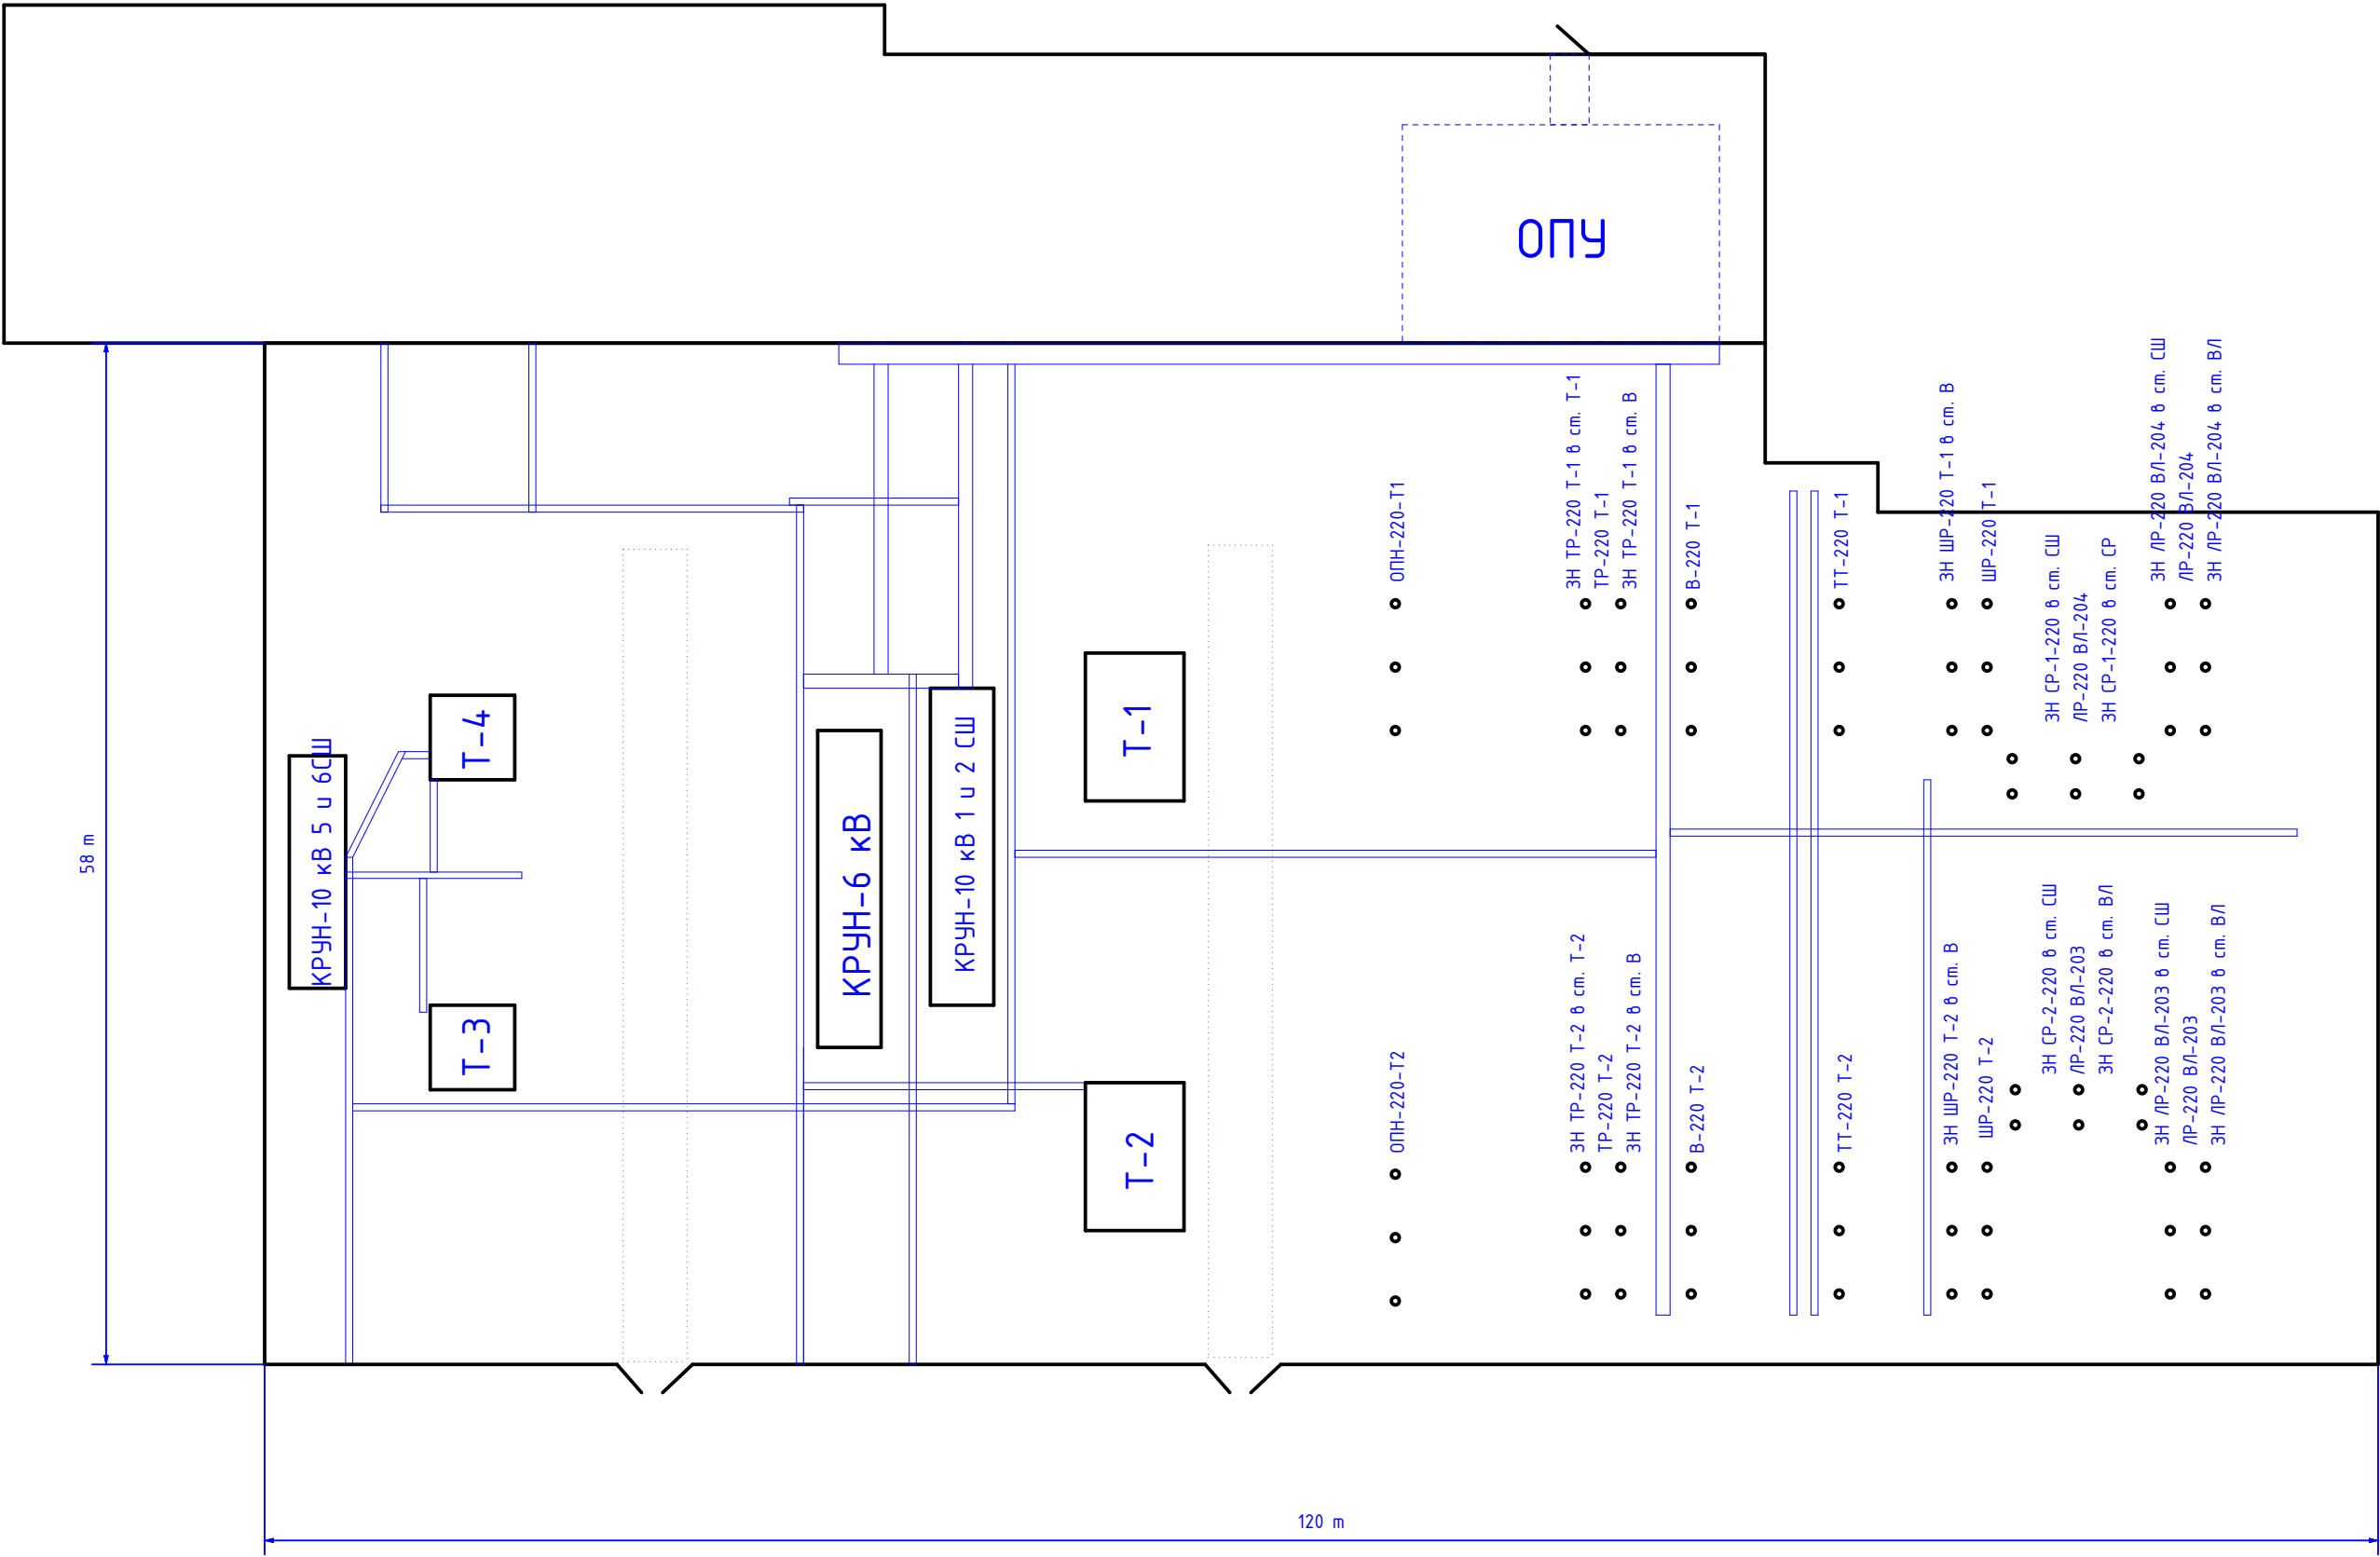 ОПУ
58 m
КРУН-10 кВ 5 и 6СШ
Т-4
Т-3
КРУН-6 кВ
КРУН-10 кВ 1 и 2 СШ
Т-1
Т-2
ОПН-220-Т1
ЗН ТР-220 Т-1 в ст. Т-1
ТР-220 Т-1
ЗН ТР-220 Т-1 в ст. В
В-220 Т-1
ТТ-220 Т-1
ЗН ШР-220 Т-1 в ст. В
ШР-220 Т-1
ЗН СР-1-220 в ст. СШ
ЛР-220 ВЛ-204
ЗН СР-1-220 в ст. СР
ЗН ЛР-220 ВЛ-204 в ст. СШ
ЛР-220 ВЛ-204
ЗН ЛР-220 ВЛ-204 в ст. ВЛ
ОПН-220-Т2
ЗН ТР-220 Т-2 в ст. Т-2
ТР-220 Т-2
ЗН ТР-220 Т-2 в ст. В
В-220 Т-2
ТТ-220 Т-2
ЗН ШР-220 Т-2 в ст. В
ШР-220 Т-2
ЗН СР-2-220 в ст. СШ
ЛР-220 ВЛ-203
ЗН СР2-220 в ст. ВЛ
ЗН ЛР-220 ВЛ-203 в ст. СШ
ЛР-220 ВЛ-203
ЗН ЛР-220 ВЛ-203 в ст. ВЛ
120 m